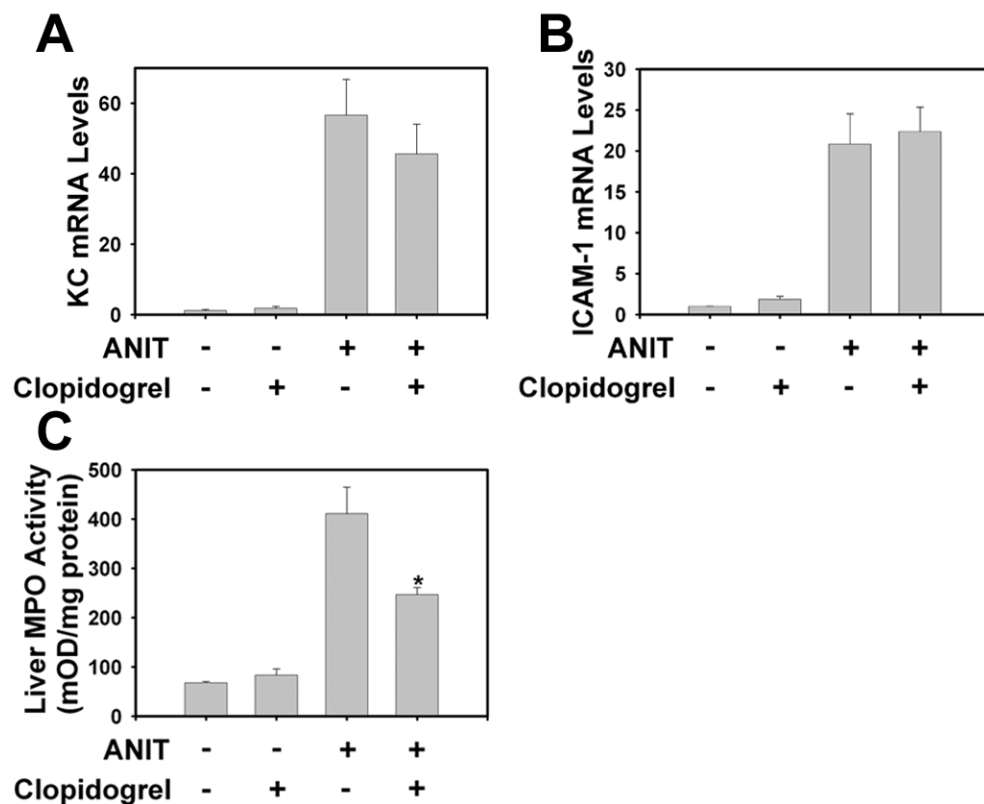 A
KC mRNA Levels
60
40
20
0
ANIT - - + +
Clopidogrel - + - +
B
ICAM-1 mRNA Levels
30
25
20
15
10
5
0
ANIT - - + +
Clopidogrel - + - +
C
Liver MPO Activity
(mOD/mg protein)
500
400
300
200
100
0
*
ANIT - - + +
Clopidogrel - + - +